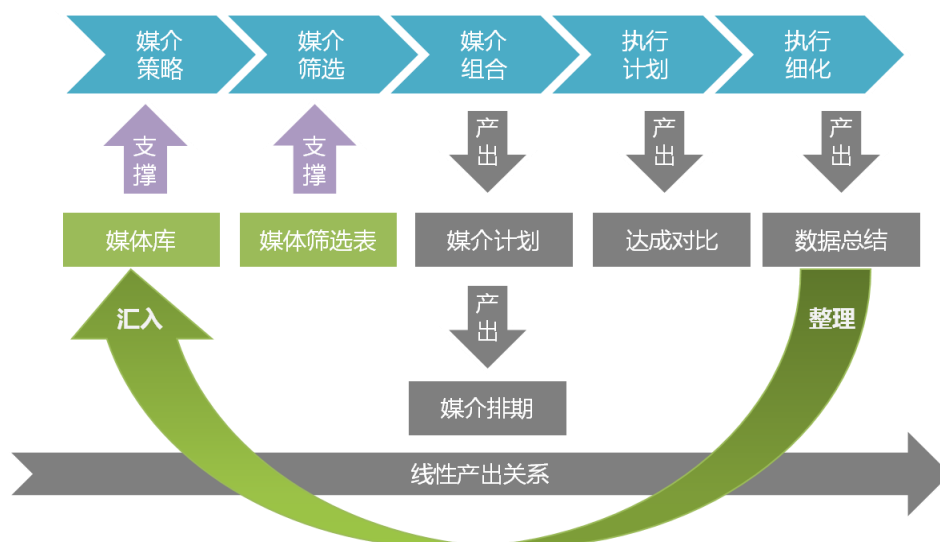 媒介
策略
媒介
筛选
媒介
组合
执行
计划
执行
细化
支
撑
支
撑
产
出
产
出
产
出
媒体库
媒体筛选表
媒介计划
达成对比
数据总结
汇入
产
出
整理
媒介排期
线性产出关系